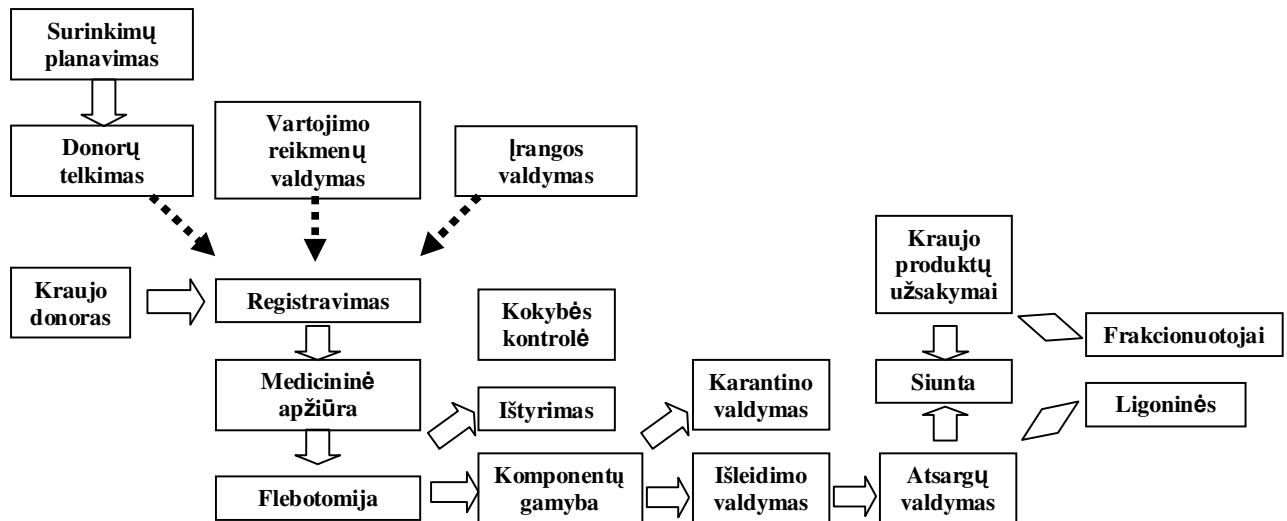 Surinkimų
planavimas
Donorų
telkimas
Vartojimo
reikmenų
valdymas
Įrangos
valdymas
Kraujo
donoras
Registravimas
Kokybės
kontrolė
Kraujo
produktų
užsakymai
Frakcionuotojai
Medicininė
apžiūra
Ištyrimas
Karantino
valdymas
Siunta
Ligoninės
Flebotomija
Komponentų
gamyba
Išleidimo
valdymas
Atsargų
valdymas